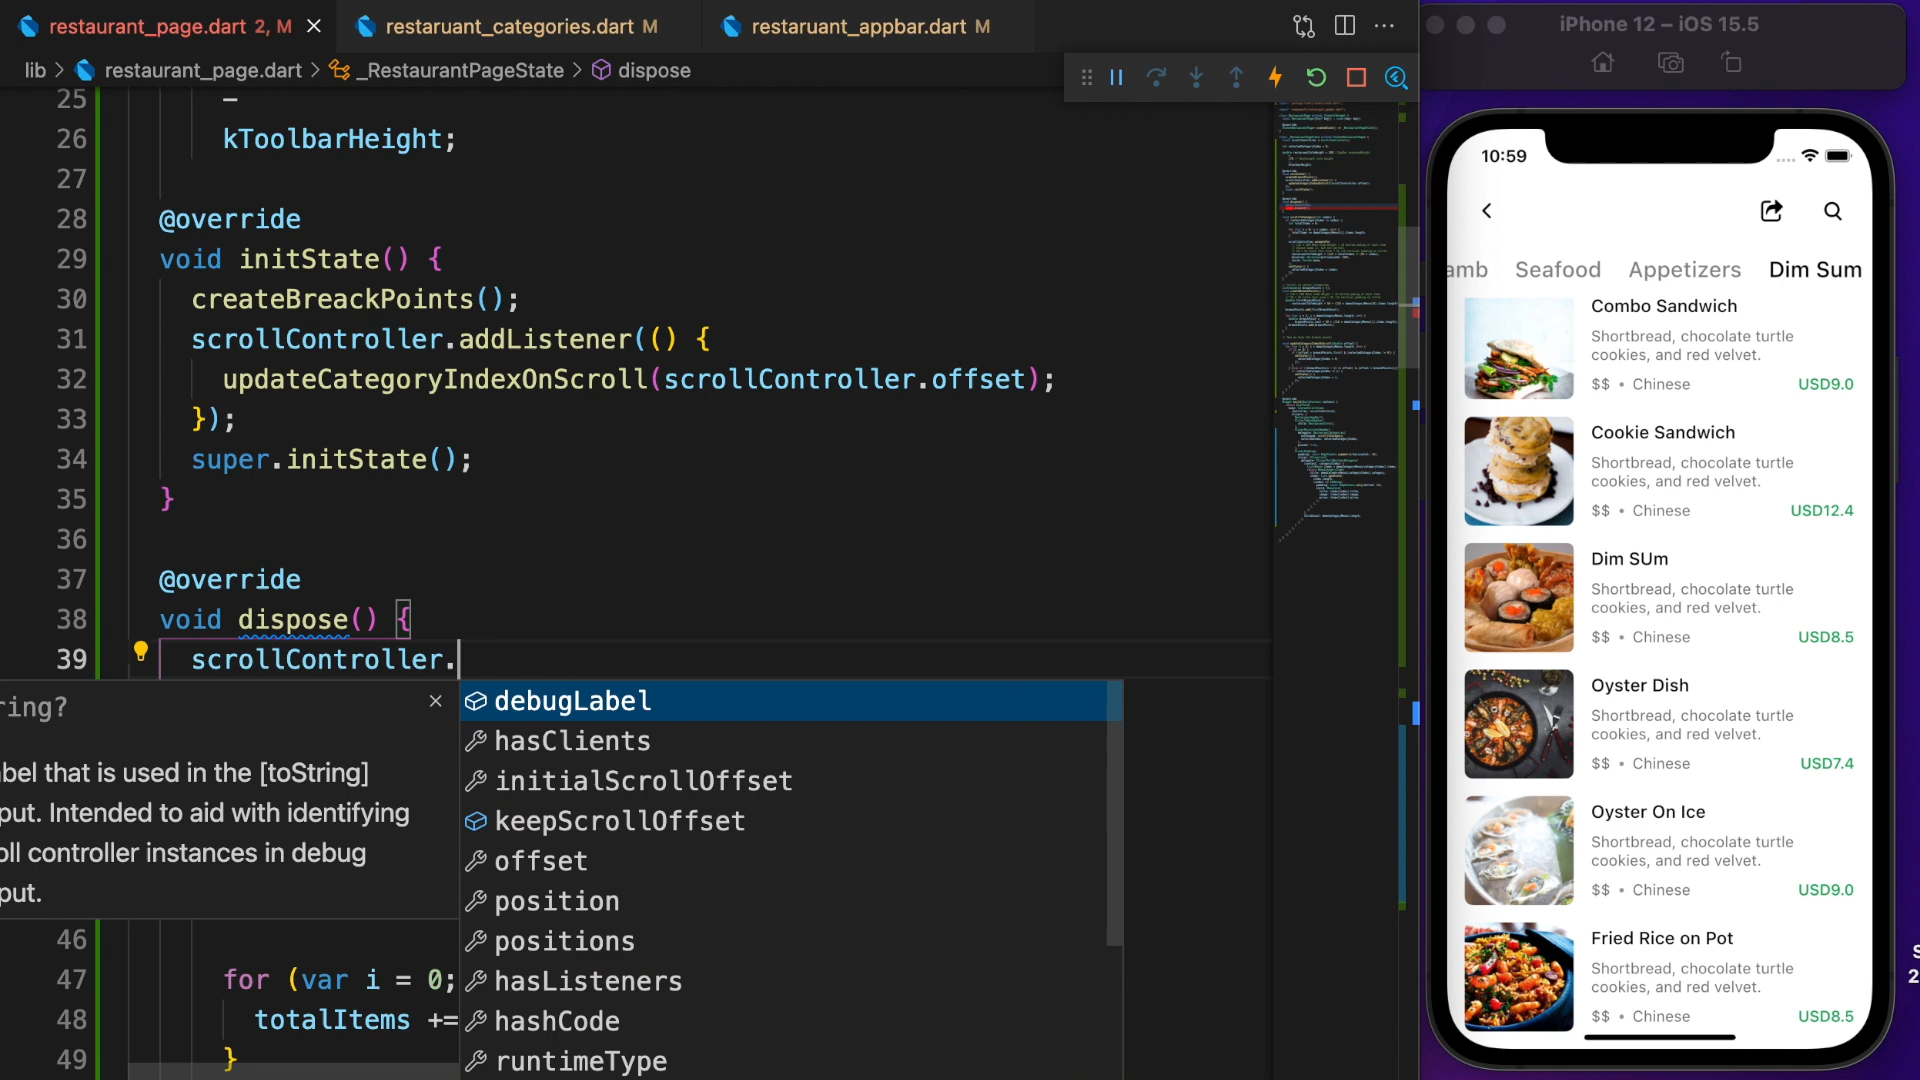 restaurant_page.dart 2, M
restaruant_categories.dart M
restaruant_appbar.dart M
lib > restaurant_page.dart > _RestaurantPageState > dispose
25 –
26 kToolbarHeight;
27
28 @override
29 void initState() {
30 createBreackPoints();
31 scrollController.addListener(() {
32 updateCategoryIndexOnScroll(scrollController.offset);
33 });
34 super.initState();
35 }
36
37 @override
38 void dispose() {
39 scrollController.
ring?
bel that is used in the [toString]
put. Intended to aid with identifying
oll controller instances in debug
put.
debugLabel
hasClients
initialScrollOffset
keepScrollOffset
offset
position
positions
hasListeners
hashCode
runtimeType
46
47 for (var i = 0;
48 totalItems +=
49 }
iPhone 12 – iOS 15.5
10:59
amb Seafood Appetizers Dim Sum
Combo Sandwich
Shortbread, chocolate turtle
cookies, and red velvet.
$$ • Chinese USD9.0
Cookie Sandwich
Shortbread, chocolate turtle
cookies, and red velvet.
$$ • Chinese USD12.4
Dim SUm
Shortbread, chocolate turtle
cookies, and red velvet.
$$ • Chinese USD8.5
Oyster Dish
Shortbread, chocolate turtle
cookies, and red velvet.
$$ • Chinese USD7.4
Oyster On Ice
Shortbread, chocolate turtle
cookies, and red velvet.
$$ • Chinese USD9.0
Fried Rice on Pot
Shortbread, chocolate turtle
cookies, and red velvet.
$$ • Chinese USD8.5
S
2